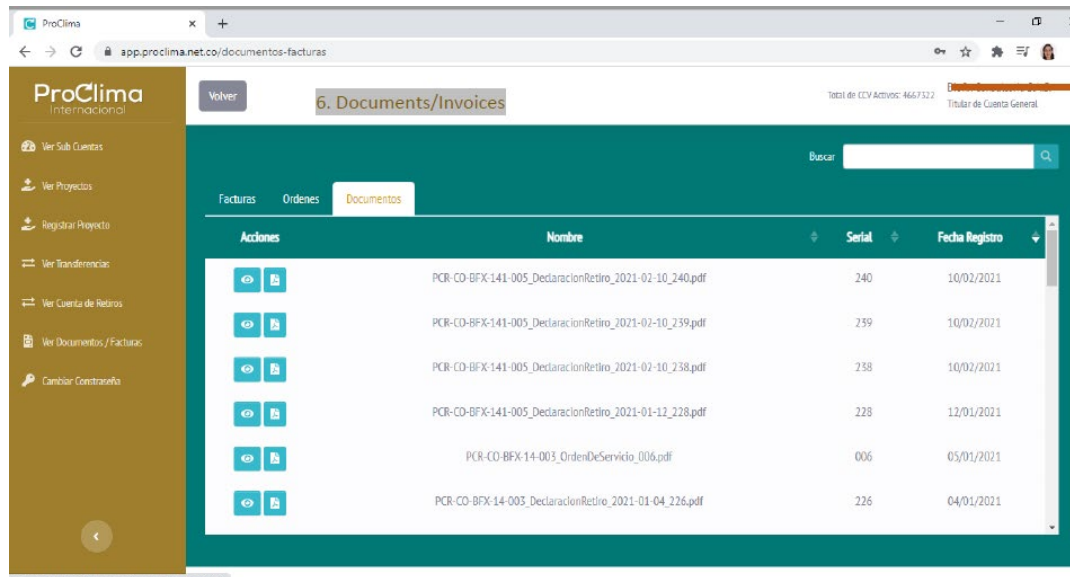 ProClima
app.proclima.net.co/documentos-facturas
ProClima
Internacional
Volver
6. Documents/Invoices
Total de CCV Activos: 4667322
Titular de Cuenta General
Ver Sub Cuentas
Ver Proyectos
Registrar Proyecto
Ver Transferencias
Ver Cuenta de Retiros
Ver Documentos / Facturas
Cambiar Constraseña
Buscar
Facturas Ordenes Documentos
Acciones Nombre Serial Fecha Registro
PCR-CO-BFX-141-005_DeclaracionRetiro_2021-02-10_240.pdf 240 10/02/2021
PCR-CO-BFX-141-005_DeclaracionRetiro_2021-02-10_239.pdf 239 10/02/2021
PCR-CO-BFX-141-005_DeclaracionRetiro_2021-02-10_238.pdf 238 10/02/2021
PCR-CO-BFX-141-005_DeclaracionRetiro_2021-01-12_228.pdf 228 12/01/2021
PCR-CO-BFX-14-003_OrdenDeServicio_006.pdf 006 05/01/2021
PCR-CO-BFX-14-003_DeclaracionRetiro_2021-01-04_226.pdf 226 04/01/2021